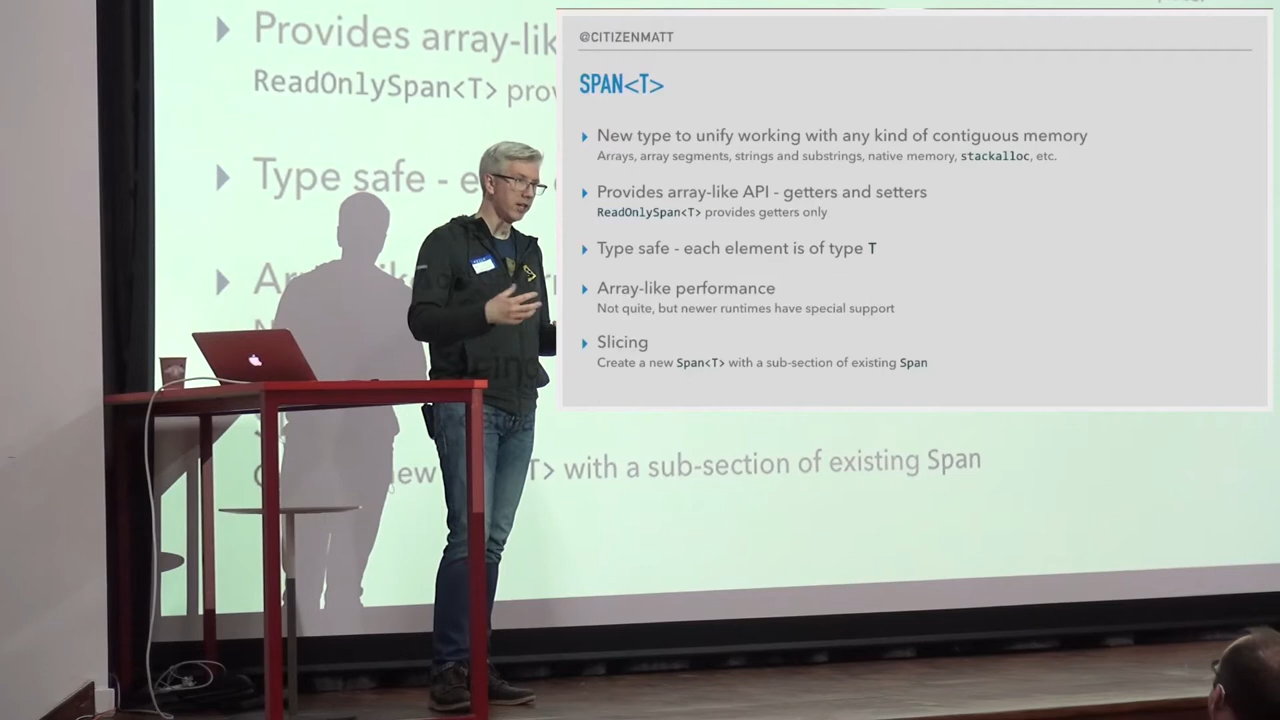 Provides array-lik
ReadOnlySpan<T> prov
Type safe - e
Ar
ew T> with a sub-section of existing Span
@CITIZENMATT
SPAN<T>
New type to unify working with any kind of contiguous memory
Arrays, array segments, strings and substrings, native memory, stackalloc, etc.
Provides array-like API - getters and setters
ReadOnlySpan<T> provides getters only
Type safe - each element is of type T
Array-like performance
Not quite, but newer runtimes have special support
Slicing
Create a new Span<T> with a sub-section of existing Span